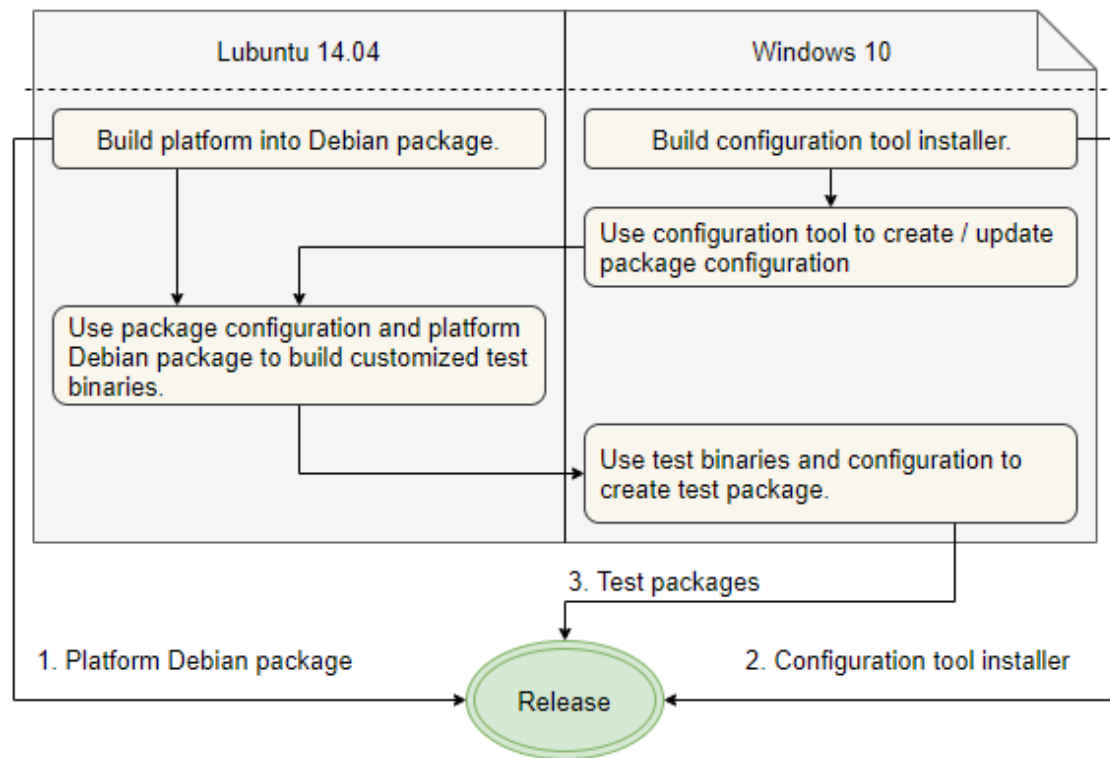 Lubuntu 14.04
Windows 10
Build platform into Debian package.
Build configuration tool installer.
Use configuration tool to create / update
package configuration
Use package configuration and platform
Debian package to build customized test
binaries.
Use test binaries and configuration to
create test package.
3. Test packages
1. Platform Debian package
2. Configuration tool installer
Release